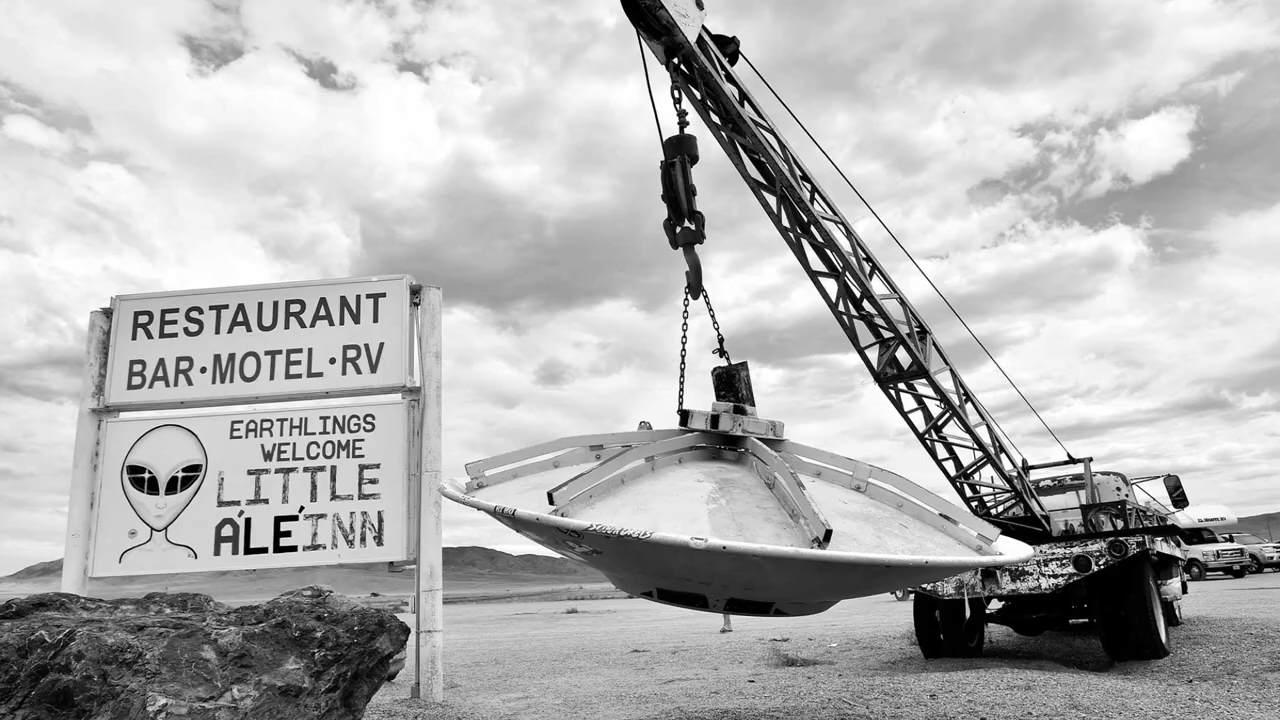 RESTAURANT
BAR•MOTEL•RV
EARTHLINGS
WELCOME
LITTLE
A'LE'INN